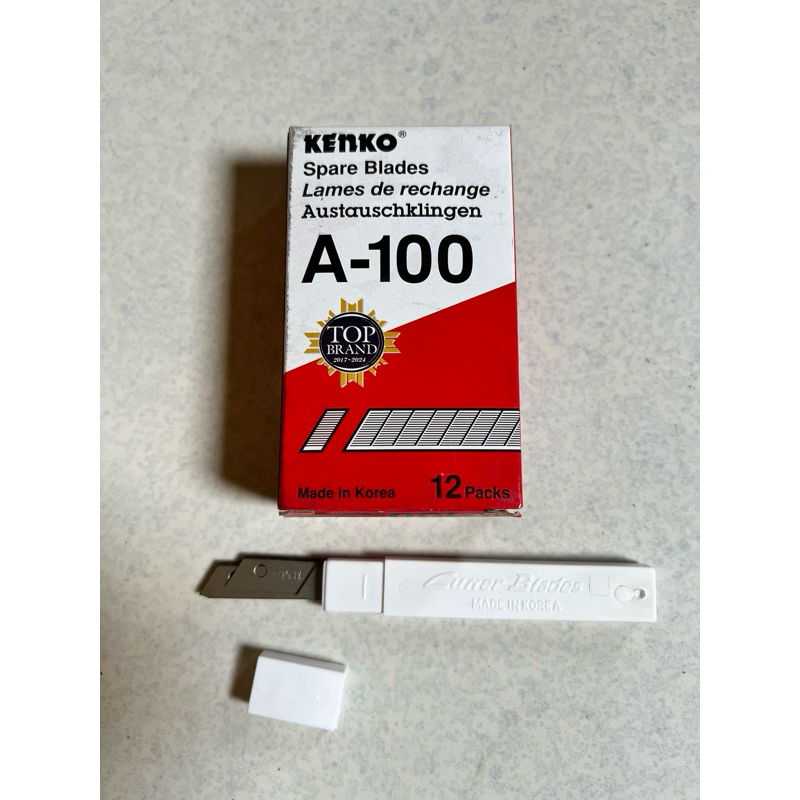 KENKO®
Spare Blades
Lames de rechange
Austauschklingen
A-100
TOP
BRAND
2017~2024
Made in Korea
12 Packs
Cutter Blades
MADE IN KOREA